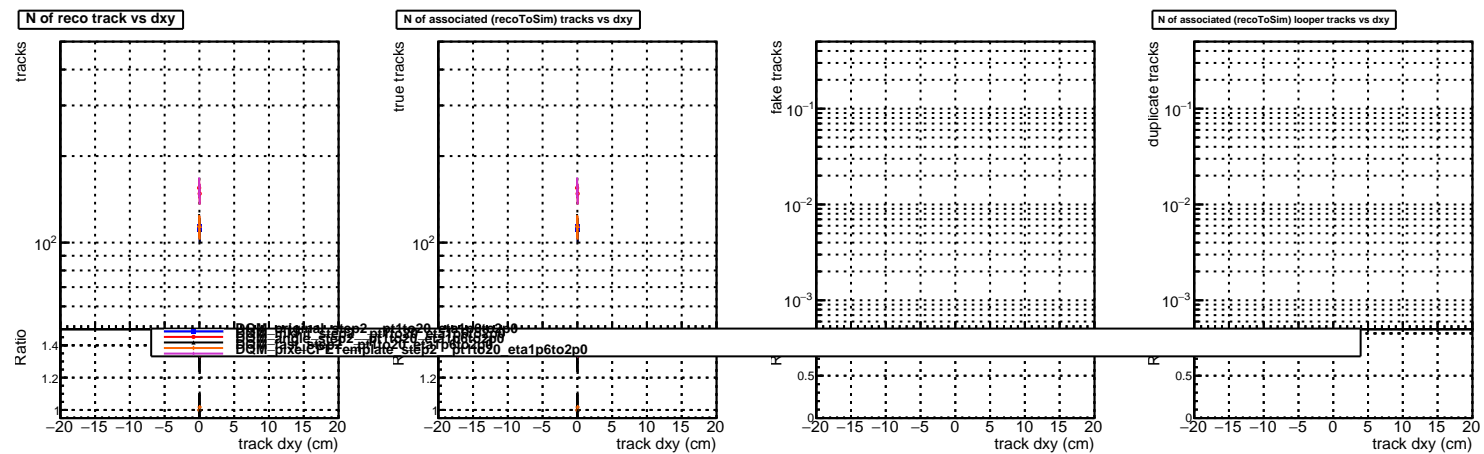 N of reco track vs dxy
tracks
10²
Ratio
1.4
1.2
1
−20 −15 −10 −5 0 5 10 15 20
track dxy (cm)
N of associated (recoToSim) tracks vs dxy
true tracks
10²
1.4
1.2
1
−20 −15 −10 −5 0 5 10 15 20
track dxy (cm)
fake tracks
10⁻¹
10⁻²
10⁻³
0.5
0
−20 −15 −10 −5 0 5 10 15 20
track dxy (cm)
N of associated (recoToSim) looper tracks vs dxy
duplicate tracks
10⁻¹
10⁻²
10⁻³
0.5
0
−20 −15 −10 −5 0 5 10 15 20
track dxy (cm)
DQM_original_step2__pt1to20_eta1p6to2p0
DQM_angle_step2__pt1to20_eta1p6to2p0
DQM_pixelCPETemplate_step2__pt1to20_eta1p6to2p0